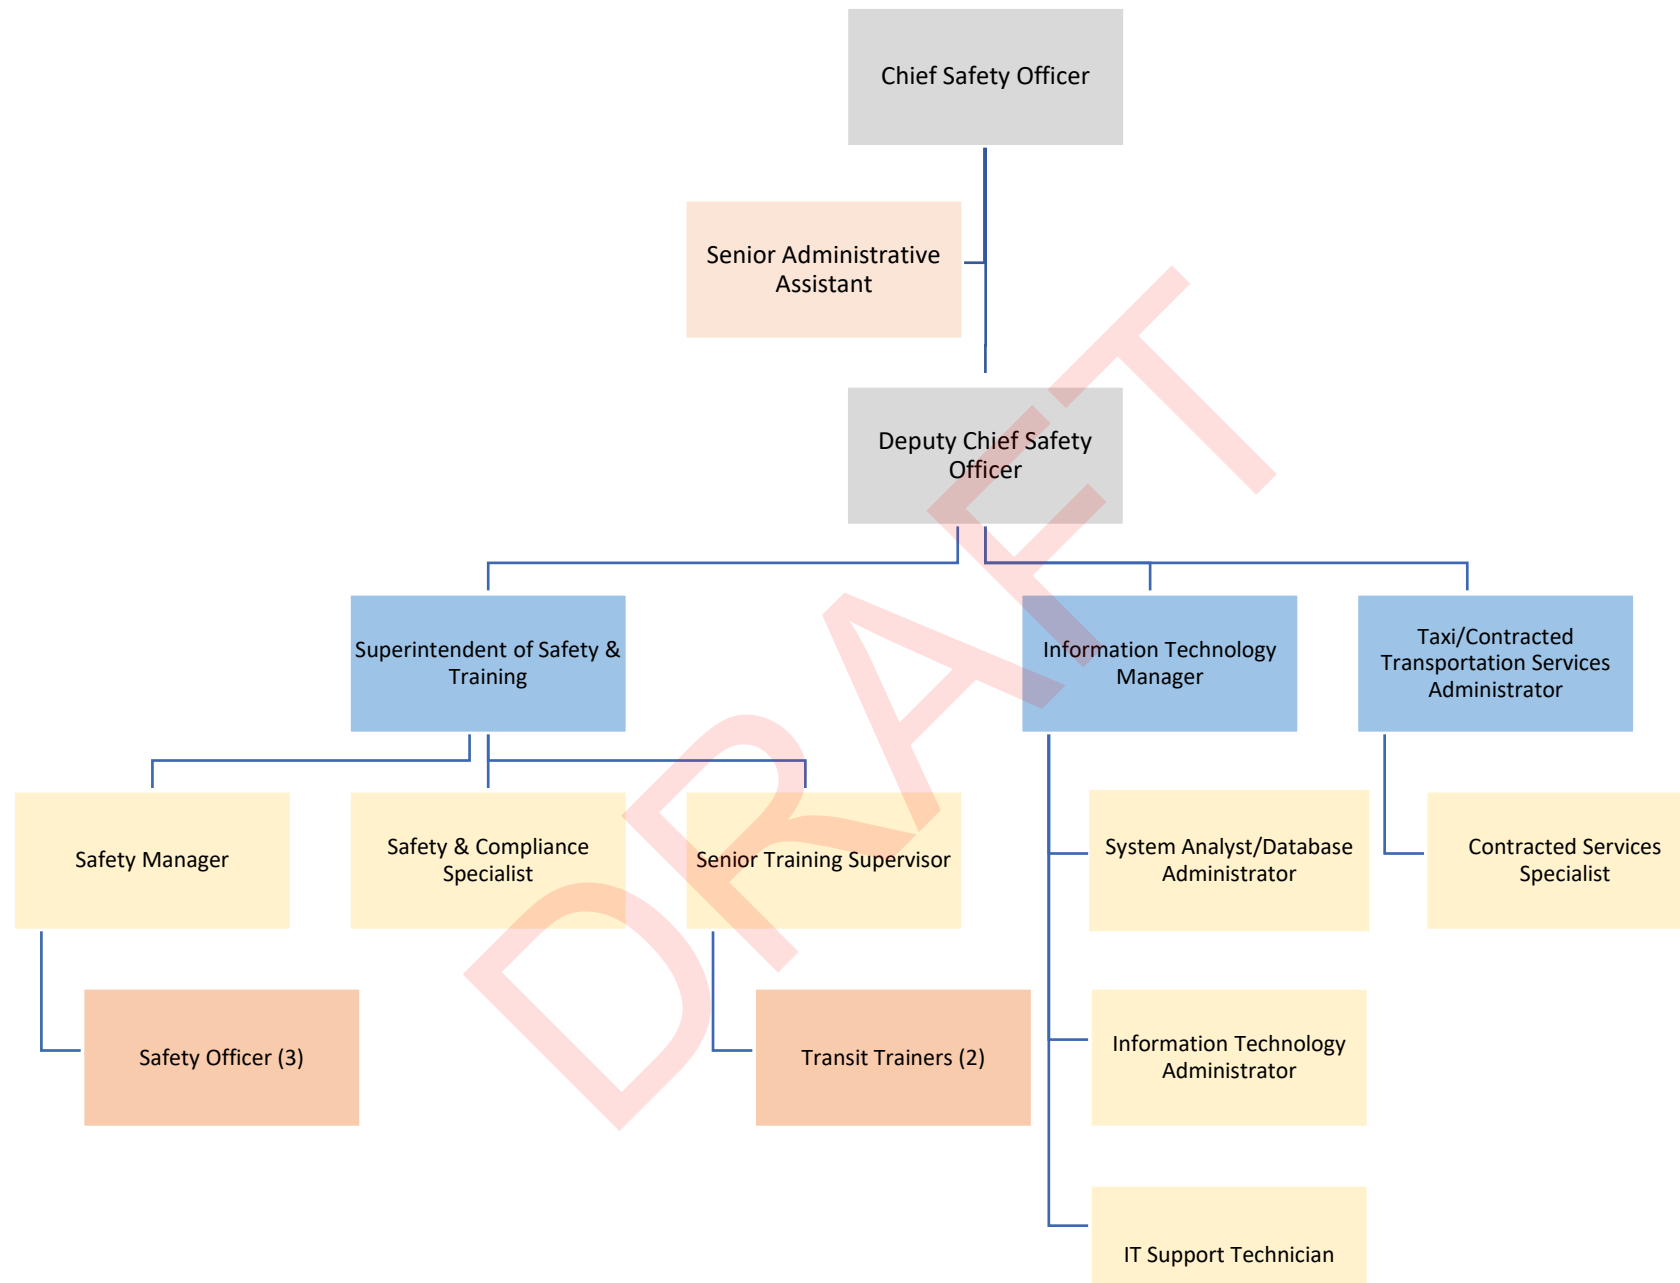 Chief Safety Officer
Senior Administrative
Assistant
Deputy Chief Safety
Officer
Superintendent of Safety &
Training
Information Technology
Manager
Taxi/Contracted
Transportation Services
Administrator
Safety Manager
Safety & Compliance
Specialist
Senior Training Supervisor
System Analyst/Database
Administrator
Contracted Services
Specialist
Safety Officer (3)
Transit Trainers (2)
Information Technology
Administrator
IT Support Technician
DRAFT